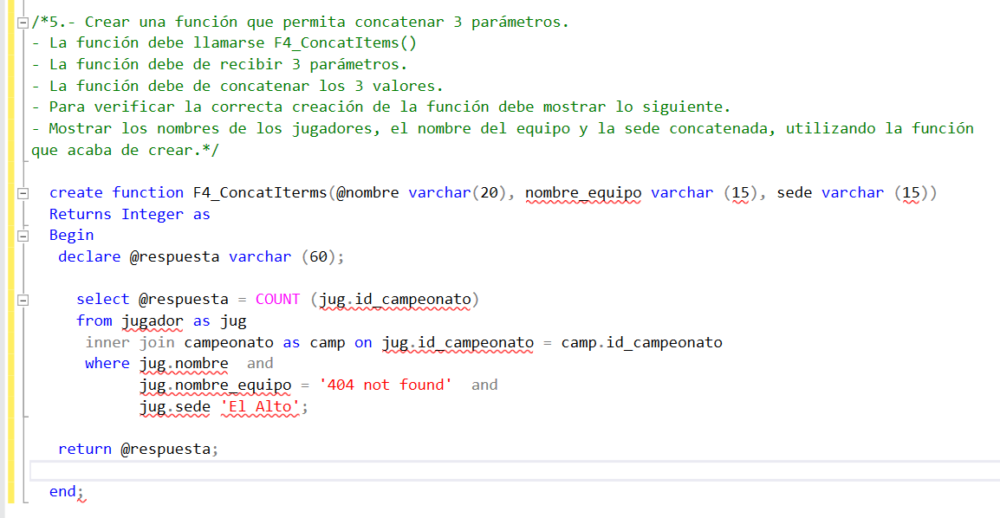 /*5.- Crear una función que permita concatenar 3 parámetros.
- La función debe llamarse F4_ConcatItems()
- La función debe de recibir 3 parámetros.
- La función debe de concatenar los 3 valores.
- Para verificar la correcta creación de la función debe mostrar lo siguiente.
- Mostrar los nombres de los jugadores, el nombre del equipo y la sede concatenada, utilizando la función
que acaba de crear.*/
create function F4_ConcatIterms(@nombre varchar(20), nombre_equipo varchar (15), sede varchar (15))
Returns Integer as
Begin
declare @respuesta varchar (60);
select @respuesta = COUNT (jug.id_campeonato)
from jugador as jug
inner join campeonato as camp on jug.id_campeonato = camp.id_campeonato
where jug.nombre  and
jug.nombre_equipo = '404 not found'  and
jug.sede 'El Alto';
return @respuesta;
end;